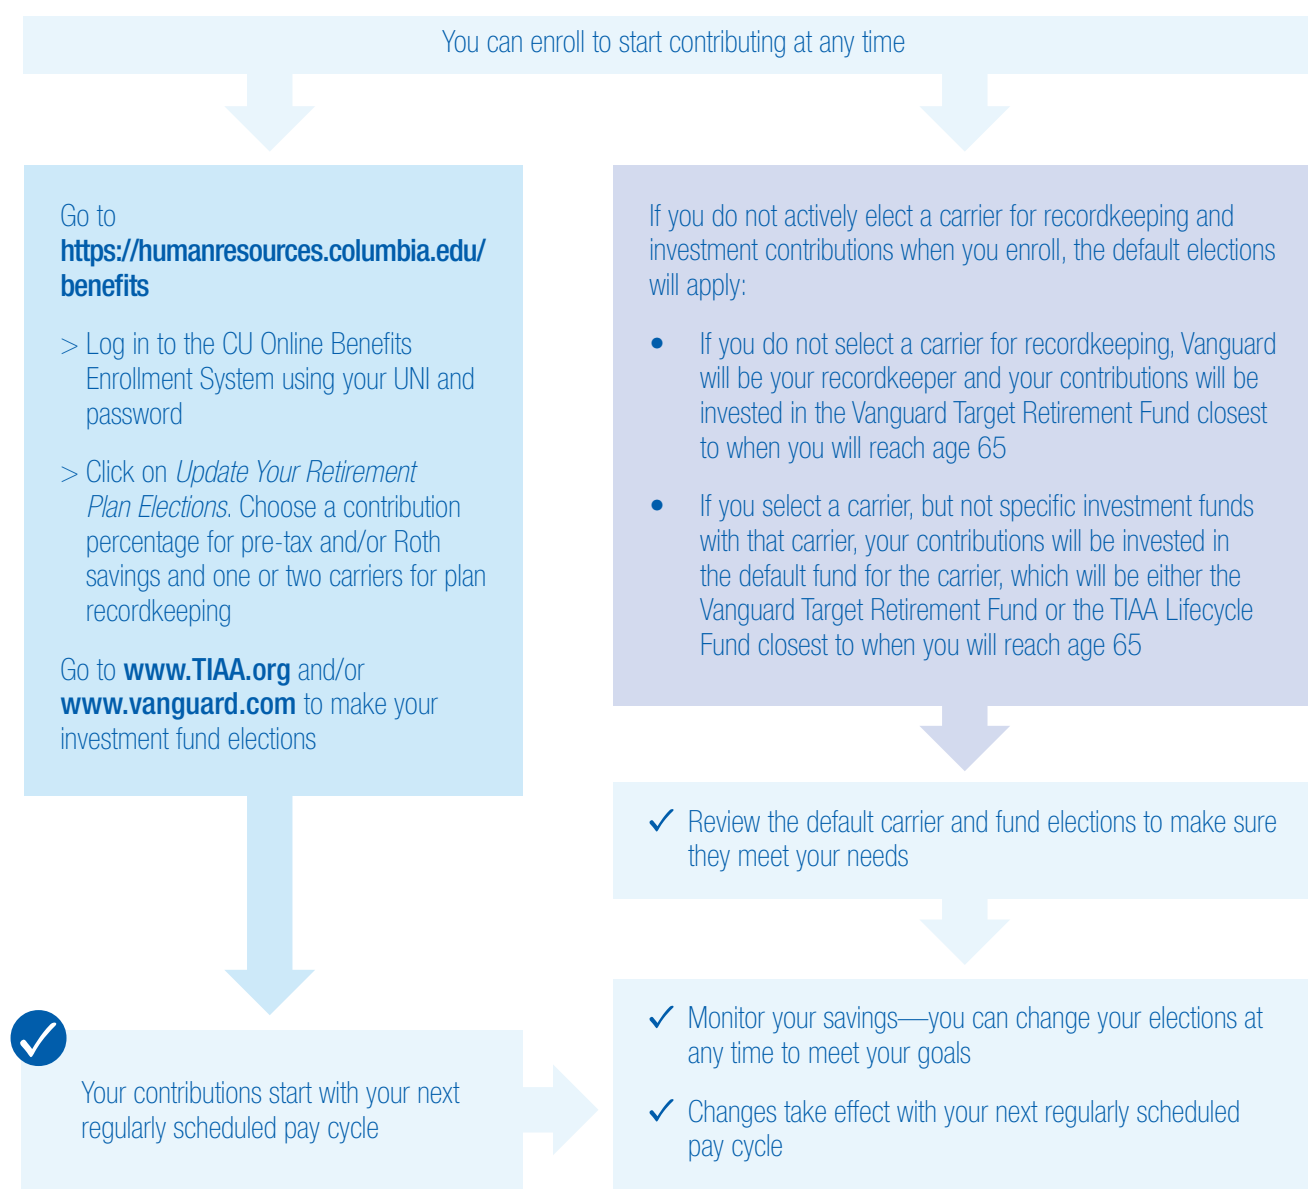 You can enroll to start contributing at any time
Go to
https://humanresources.columbia.edu/
benefits
> Log in to the CU Online Benefits
Enrollment System using your UNI and
password
> Click on Update Your Retirement
Plan Elections. Choose a contribution
percentage for pre-tax and/or Roth
savings and one or two carriers for plan
recordkeeping
Go to www.TIAA.org and/or
www.vanguard.com to make your
investment fund elections
Your contributions start with your next
regularly scheduled pay cycle
If you do not actively elect a carrier for recordkeeping and
investment contributions when you enroll, the default elections
will apply:
• If you do not select a carrier for recordkeeping, Vanguard
will be your recordkeeper and your contributions will be
invested in the Vanguard Target Retirement Fund closest
to when you will reach age 65
• If you select a carrier, but not specific investment funds
with that carrier, your contributions will be invested in
the default fund for the carrier, which will be either the
Vanguard Target Retirement Fund or the TIAA Lifecycle
Fund closest to when you will reach age 65
✓ Review the default carrier and fund elections to make sure
they meet your needs
✓ Monitor your savings—you can change your elections at
any time to meet your goals
✓ Changes take effect with your next regularly scheduled
pay cycle